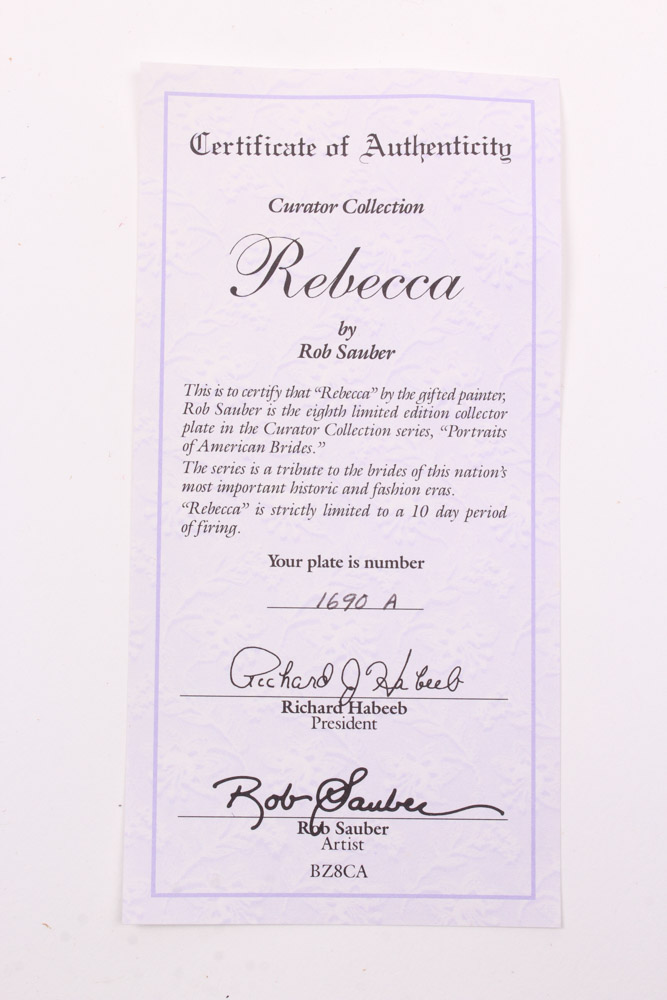 Certificate of Authenticity
Curator Collection
Rebecca
by
Rob Sauber
This is to certify that “Rebecca” by the gifted painter,
Rob Sauber is the eighth limited edition collector
plate in the Curator Collection series, “Portraits
of American Brides.”
The series is a tribute to the brides of this nation's
most important historic and fashion eras.
“Rebecca” is strictly limited to a 10 day period
of firing.
Your plate is number
1690 A
Richard J Habeeb
Richard Habeeb
President
Rob Sauber
Rob Sauber
Artist
BZ8CA